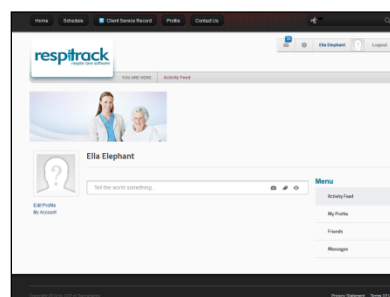 Home Schedule Client Service Record Profile Contact Us
Ella Elephant Logout
respitrack
respite care software
YOU ARE HERE: Activity Feed
Ella Elephant
Tell the world something...
Edit Profile
My Account
Menu
Activity Feed
My Profile
Friends
Messages
Privacy Statement